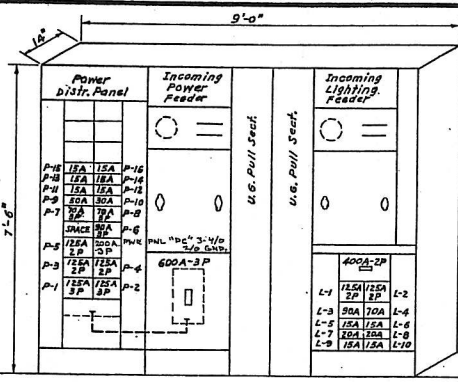 9'-0"
14"
7'-6"
Power
Distr. Panel
Incoming
Power
Feeder
U.G. Pull Sect.
U.G. Pull Sect.
Incoming
Lighting
Feeder
P-15 15A 15A P-16
P-13 15A 15A P-14
P-11 15A 15A P-12
P-9 50A 30A P-10
P-7 70A 3P 70A 3P P-8
SPACE 90A 3P P-6
P-5 125A 2P 200A -3P PWR
P-3 125A 2P 125A 2P P-4
P-1 125A 3P 125A 3P P-2
PNL "DC" 3-4/0
2/0 GND.
600A-3P
400A-2P
L-1 125A 2P 125A 2P L-2
L-3 90A 70A L-4
L-5 15A 15A L-6
L-7 20A 20A L-8
L-9 15A 15A L-10